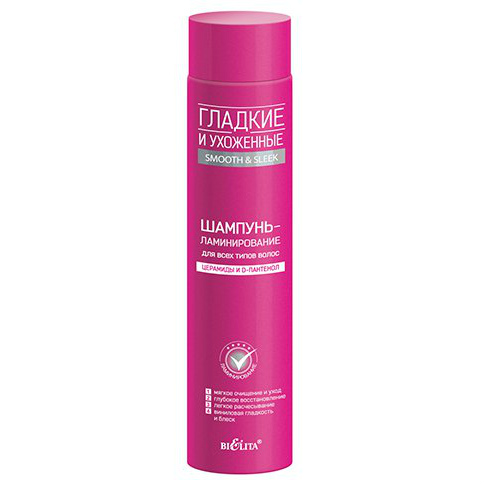 ГЛАДКИЕ
И УХОЖЕННЫЕ
SMOOTH & SLEEK
ШАМПУНЬ-
ЛАМИНИРОВАНИЕ
ДЛЯ ВСЕХ ТИПОВ ВОЛОС
ЦЕРАМИДЫ И D-ПАНТЕНОЛ
ЛАМИНИРОВАНИЕ
1 мягкое очищение и уход
2 глубокое восстановление
3 легкое расчесывание
4 виниловая гладкость
и блеск
BIELITA®